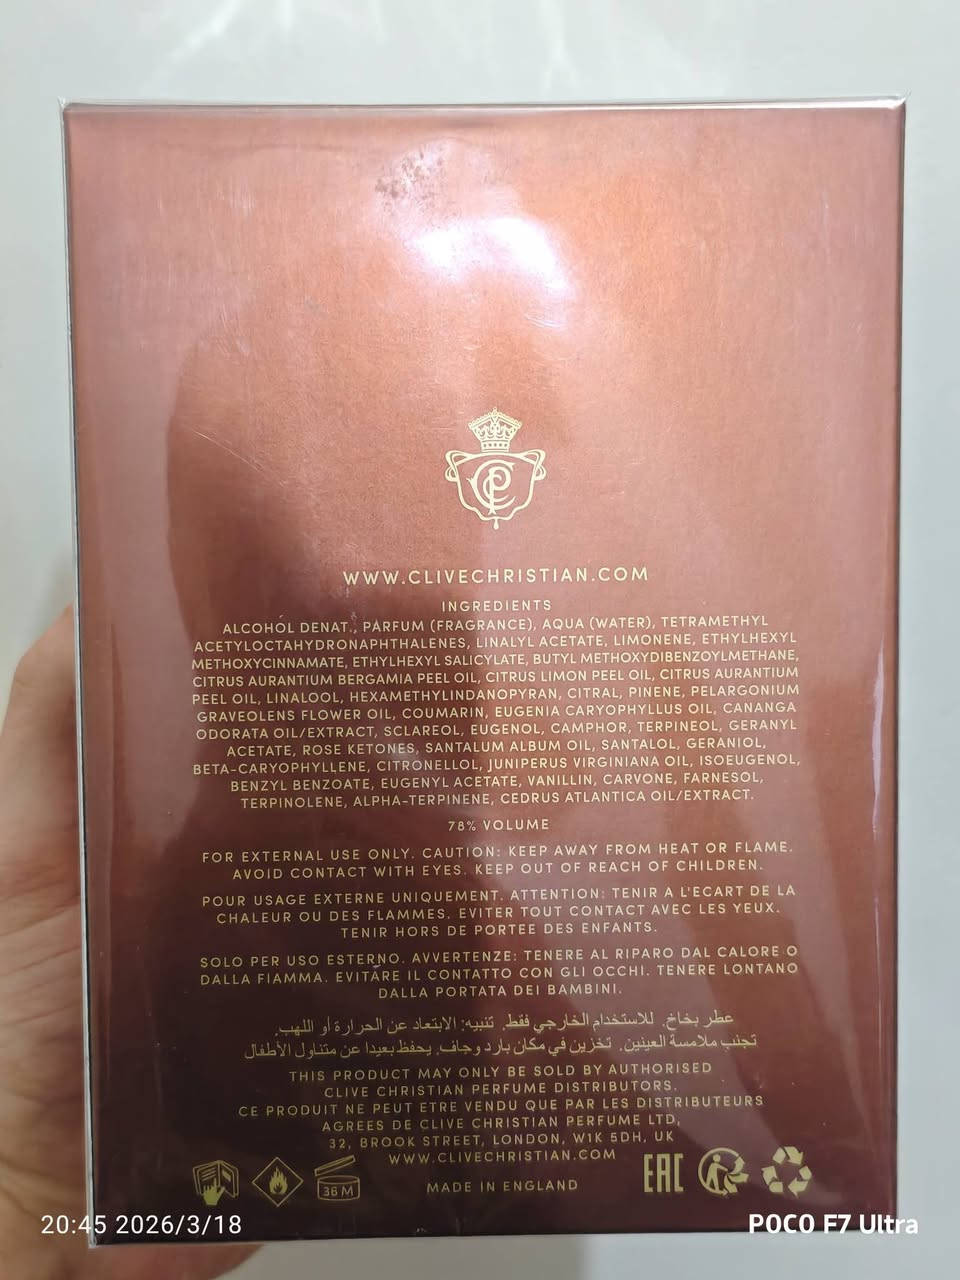 WWW.CLIVECHRISTIAN.COM
INGREDIENTS
ALCOHOL DENAT., PARFUM (FRAGRANCE), AQUA (WATER), TETRAMETHYL
ACETYLOCTAHYDRONAPHTHALENES, LINALYL ACETATE, LIMONENE, ETHYLHEXYL
METHOXYCINNAMATE, ETHYLHEXYL SALICYLATE, BUTYL METHOXYDIBENZOYLMETHANE,
CITRUS AURANTIUM BERGAMIA PEEL OIL, CITRUS LIMON PEEL OIL, CITRUS AURANTIUM
PEEL OIL, LINALOOL, HEXAMETHYLINDANOPYRAN, CITRAL, PINENE, PELARGONIUM
GRAVEOLENS FLOWER OIL, COUMARIN, EUGENIA CARYOPHYLLUS OIL, CANANGA
ODORATA OIL/EXTRACT, SCLAREOL, EUGENOL, CAMPHOR, TERPINEOL, GERANYL
ACETATE, ROSE KETONES, SANTALUM ALBUM OIL, SANTALOL, GERANIOL,
BETA-CARYOPHYLLENE, CITRONELLOL, JUNIPERUS VIRGINIANA OIL, ISOEUGENOL,
BENZYL BENZOATE, EUGENYL ACETATE, VANILLIN, CARVONE, FARNESOL,
TERPINOLENE, ALPHA-TERPINENE, CEDRUS ATLANTICA OIL/EXTRACT.
78% VOLUME
FOR EXTERNAL USE ONLY. CAUTION: KEEP AWAY FROM HEAT OR FLAME.
AVOID CONTACT WITH EYES. KEEP OUT OF REACH OF CHILDREN.
POUR USAGE EXTERNE UNIQUEMENT. ATTENTION: TENIR A L'ECART DE LA
CHALEUR OU DES FLAMMES. EVITER TOUT CONTACT AVEC LES YEUX.
TENIR HORS DE PORTEE DES ENFANTS.
SOLO PER USO ESTERNO. AVVERTENZE: TENERE AL RIPARO DAL CALORE O
DALLA FIAMMA. EVITARE IL CONTATTO CON GLI OCCHI. TENERE LONTANO
DALLA PORTATA DEI BAMBINI.
عطر بخاخ. للاستخدام الخارجي فقط. تنبيه: الابتعاد عن الحرارة أو اللهب.
تجنب ملامسة العينين. تخزين في مكان بارد وجاف. يحفظ بعيدا عن متناول الأطفال
THIS PRODUCT MAY ONLY BE SOLD BY AUTHORISED
CLIVE CHRISTIAN PERFUME DISTRIBUTORS.
CE PRODUIT NE PEUT ETRE VENDU QUE PAR LES DISTRIBUTEURS
AGREES DE CLIVE CHRISTIAN PERFUME LTD,
32, BROOK STREET, LONDON, W1K 5DH, UK
WWW.CLIVECHRISTIAN.COM
36 M
MADE IN ENGLAND
EAC
20:45 2026/3/18
POCO F7 Ultra